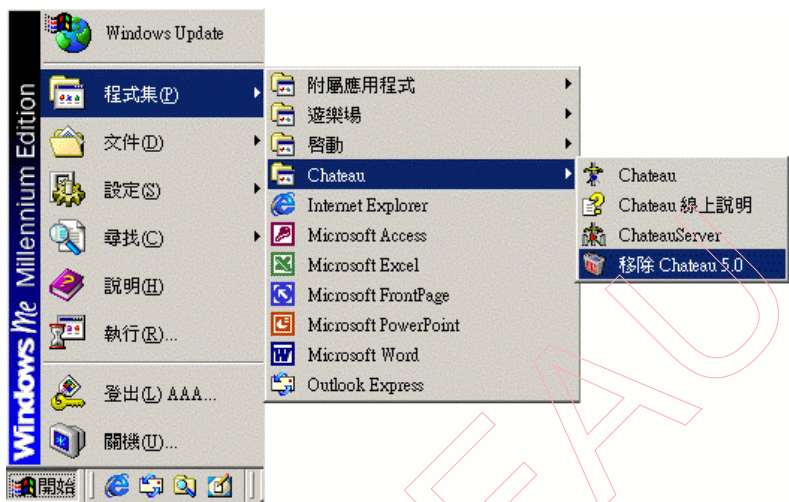 Windows Update
程式集(P)
文件(D)
設定(S)
尋找(C)
說明(H)
執行(R)...
登出(L) AAA...
關機(U)...
Windows Me Millennium Edition
開始
附屬應用程式
遊樂場
啓動
Chateau
Internet Explorer
Microsoft Access
Microsoft Excel
Microsoft FrontPage
Microsoft PowerPoint
Microsoft Word
Outlook Express
Chateau
Chateau 線上說明
ChateauServer
移除 Chateau 5.0
EAU